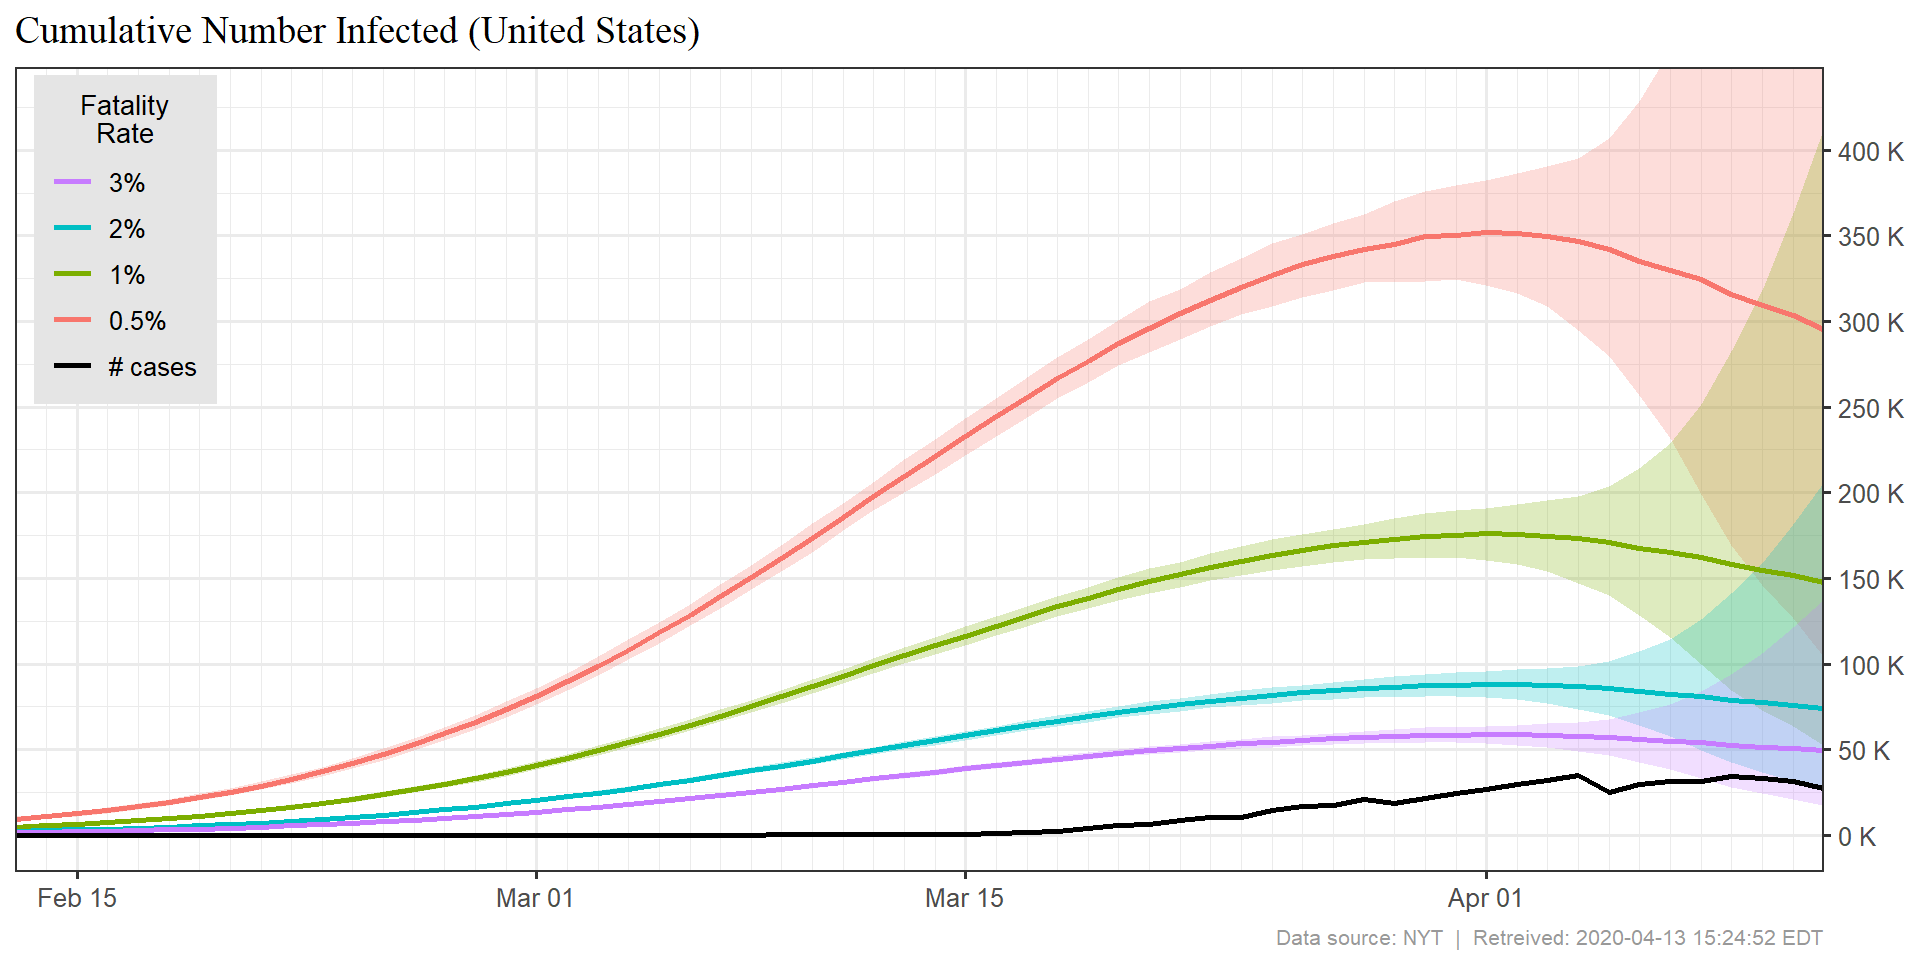 Cumulative Number Infected (United States)
Fatality
Rate
3%
2%
1%
0.5%
# cases
400 K
350 K
300 K
250 K
200 K
150 K
100 K
50 K
0 K
Feb 15
Mar 01
Mar 15
Apr 01
Data source: NYT | Retreived: 2020-04-13 15:24:52 EDT